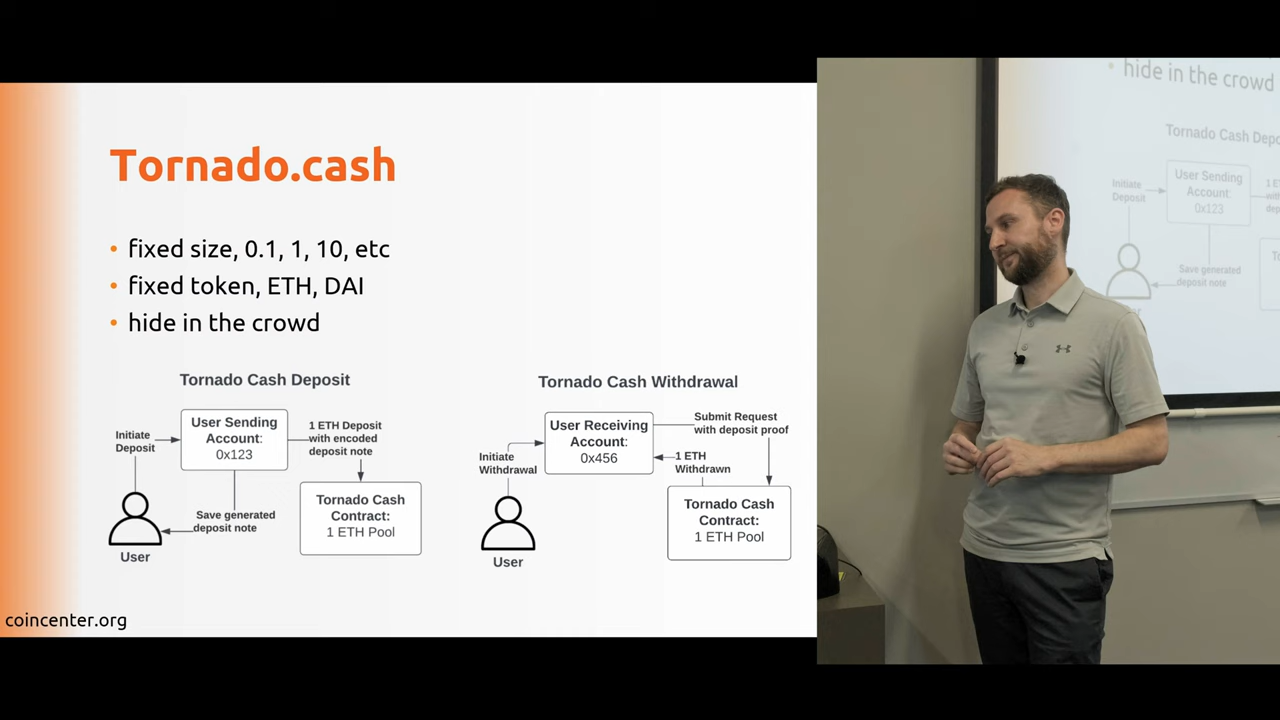 Tornado.cash
• fixed size, 0.1, 1, 10, etc
• fixed token, ETH, DAI
• hide in the crowd
Tornado Cash Deposit
Initiate
Deposit
User Sending
Account:
0x123
1 ETH Deposit
with encoded
deposit note
Save generated
deposit note
User
Tornado Cash
Contract:
1 ETH Pool
Tornado Cash Withdrawal
Initiate
Withdrawal
User Receiving
Account:
0x456
Submit Request
with deposit proof
1 ETH
Withdrawn
User
Tornado Cash
Contract:
1 ETH Pool
coincenter.org
• hide in the crowd
Tornado Cash Depo
Initiate
Deposit
User Sending
Account:
0x123
1 E
Save generated
deposit note